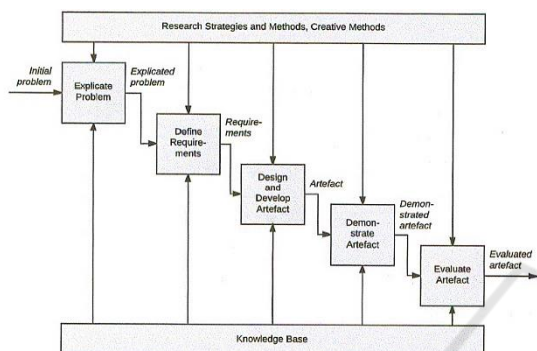 Research Strategies and Methods, Creative Methods
Initial
problem
Explicate
Problem
Explicated
problem
Define
Require-
ments
Require-
ments
Design
and
Develop
Artefact
Artefact
Demon-
strate
Artefact
Demon-
strated
artefact
Evaluate
Artefact
Evaluated
artefact
Knowledge Base